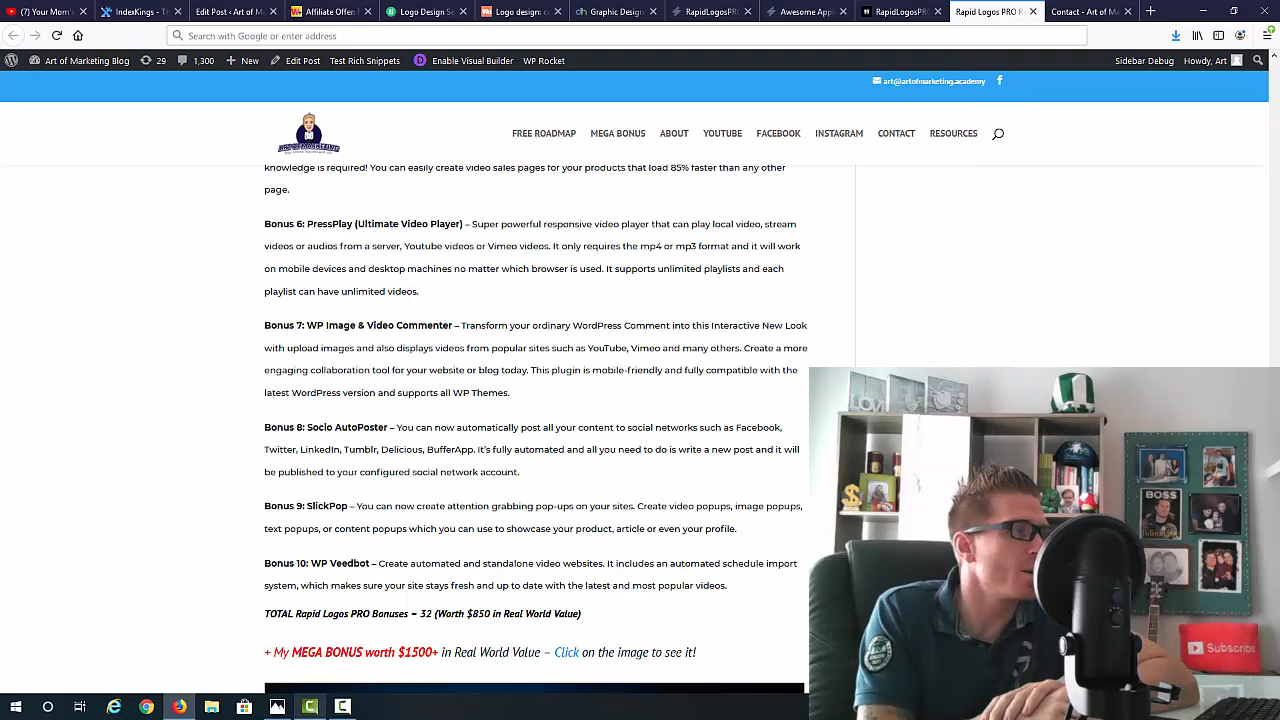 (7) Your Mom's
IndexKings - Th
Edit Post ‹ Art of M
Affiliate Offer:
Logo Design Se
Logo design: c
Graphic Design
RapidLogosPRO
Awesome Appl
RapidLogosPRO
Rapid Logos PRO R
Contact - Art of Ma
Search with Google or enter address
Art of Marketing Blog
29
1,300
New
Edit Post
Test Rich Snippets
Enable Visual Builder
WP Rocket
Sidebar Debug
Howdy, Art
art@artofmarketing.academy
ART OF MARKETING
FREE ROADMAP
MEGA BONUS
ABOUT
YOUTUBE
FACEBOOK
INSTAGRAM
CONTACT
RESOURCES
knowledge is required! You can easily create video sales pages for your products that load 85% faster than any other
page.
Bonus 6: PressPlay (Ultimate Video Player) – Super powerful responsive video player that can play local video, stream
videos or audios from a server, Youtube videos or Vimeo videos. It only requires the mp4 or mp3 format and it will work
on mobile devices and desktop machines no matter which browser is used. It supports unlimited playlists and each
playlist can have unlimited videos.
Bonus 7: WP Image & Video Commenter – Transform your ordinary WordPress Comment into this Interactive New Look
with upload images and also displays videos from popular sites such as YouTube, Vimeo and many others. Create a more
engaging collaboration tool for your website or blog today. This plugin is mobile-friendly and fully compatible with the
latest WordPress version and supports all WP Themes.
Bonus 8: Socio AutoPoster – You can now automatically post all your content to social networks such as Facebook,
Twitter, LinkedIn, Tumblr, Delicious, BufferApp. It's fully automated and all you need to do is write a new post and it will
be published to your configured social network account.
Bonus 9: SlickPop – You can now create attention grabbing pop-ups on your sites. Create video popups, image popups,
text popups, or content popups which you can use to showcase your product, article or even your profile.
Bonus 10: WP Veedbot – Create automated and standalone video websites. It includes an automated schedule import
system, which makes sure your site stays fresh and up to date with the latest and most popular videos.
TOTAL Rapid Logos PRO Bonuses = 32 (Worth $850 in Real World Value)
+ My MEGA BONUS worth $1500+ in Real World Value – Click on the image to see it!
BOSS
Subscribe